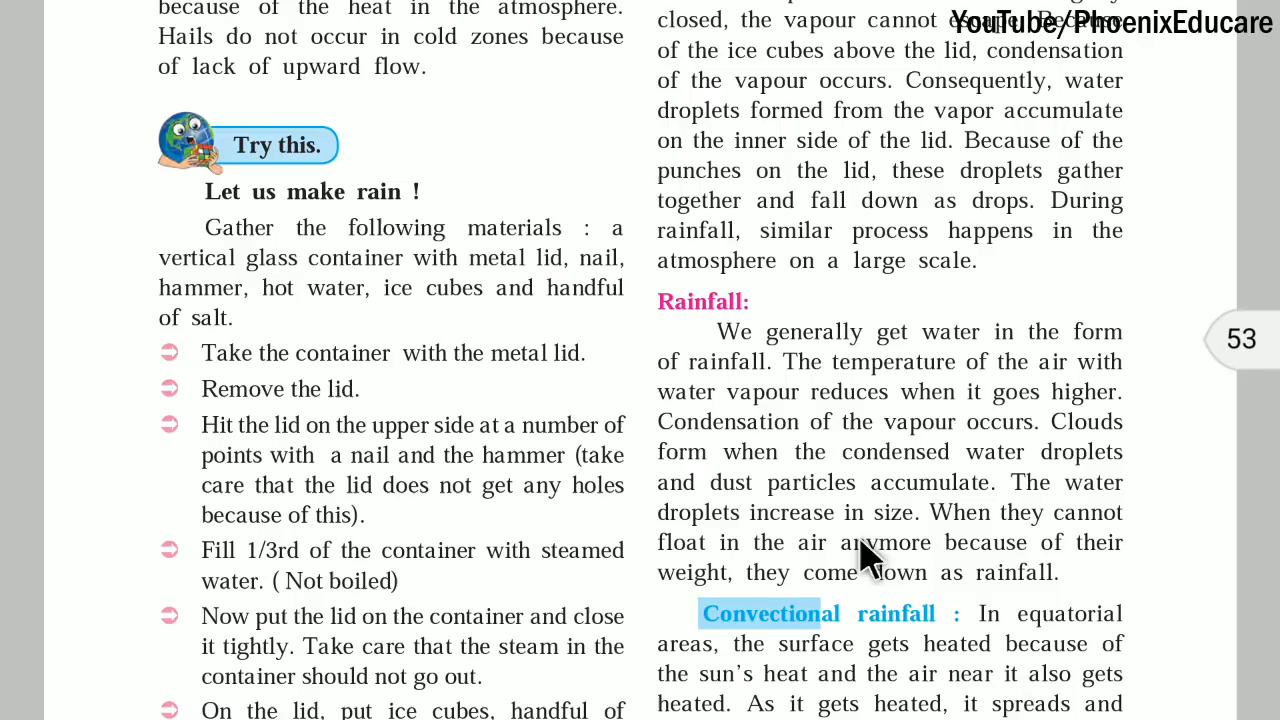 because of the heat in the atmosphere.
Hails do not occur in cold zones because
of lack of upward flow.
Try this.
Let us make rain !
Gather the following materials : a
vertical glass container with metal lid, nail,
hammer, hot water, ice cubes and handful
of salt.
Take the container with the metal lid.
Remove the lid.
Hit the lid on the upper side at a number of
points with a nail and the hammer (take
care that the lid does not get any holes
because of this).
Fill 1/3rd of the container with steamed
water. ( Not boiled)
Now put the lid on the container and close
it tightly. Take care that the steam in the
container should not go out.
On the lid, put ice cubes, handful of
YouTube/PhoenixEducare
closed, the vapour cannot escape. Because
of the ice cubes above the lid, condensation
of the vapour occurs. Consequently, water
droplets formed from the vapor accumulate
on the inner side of the lid. Because of the
punches on the lid, these droplets gather
together and fall down as drops. During
rainfall, similar process happens in the
atmosphere on a large scale.
Rainfall:
We generally get water in the form
of rainfall. The temperature of the air with
water vapour reduces when it goes higher.
Condensation of the vapour occurs. Clouds
form when the condensed water droplets
and dust particles accumulate. The water
droplets increase in size. When they cannot
float in the air anymore because of their
weight, they come down as rainfall.
Convectional rainfall : In equatorial
areas, the surface gets heated because of
the sun's heat and the air near it also gets
heated. As it gets heated, it spreads and
53